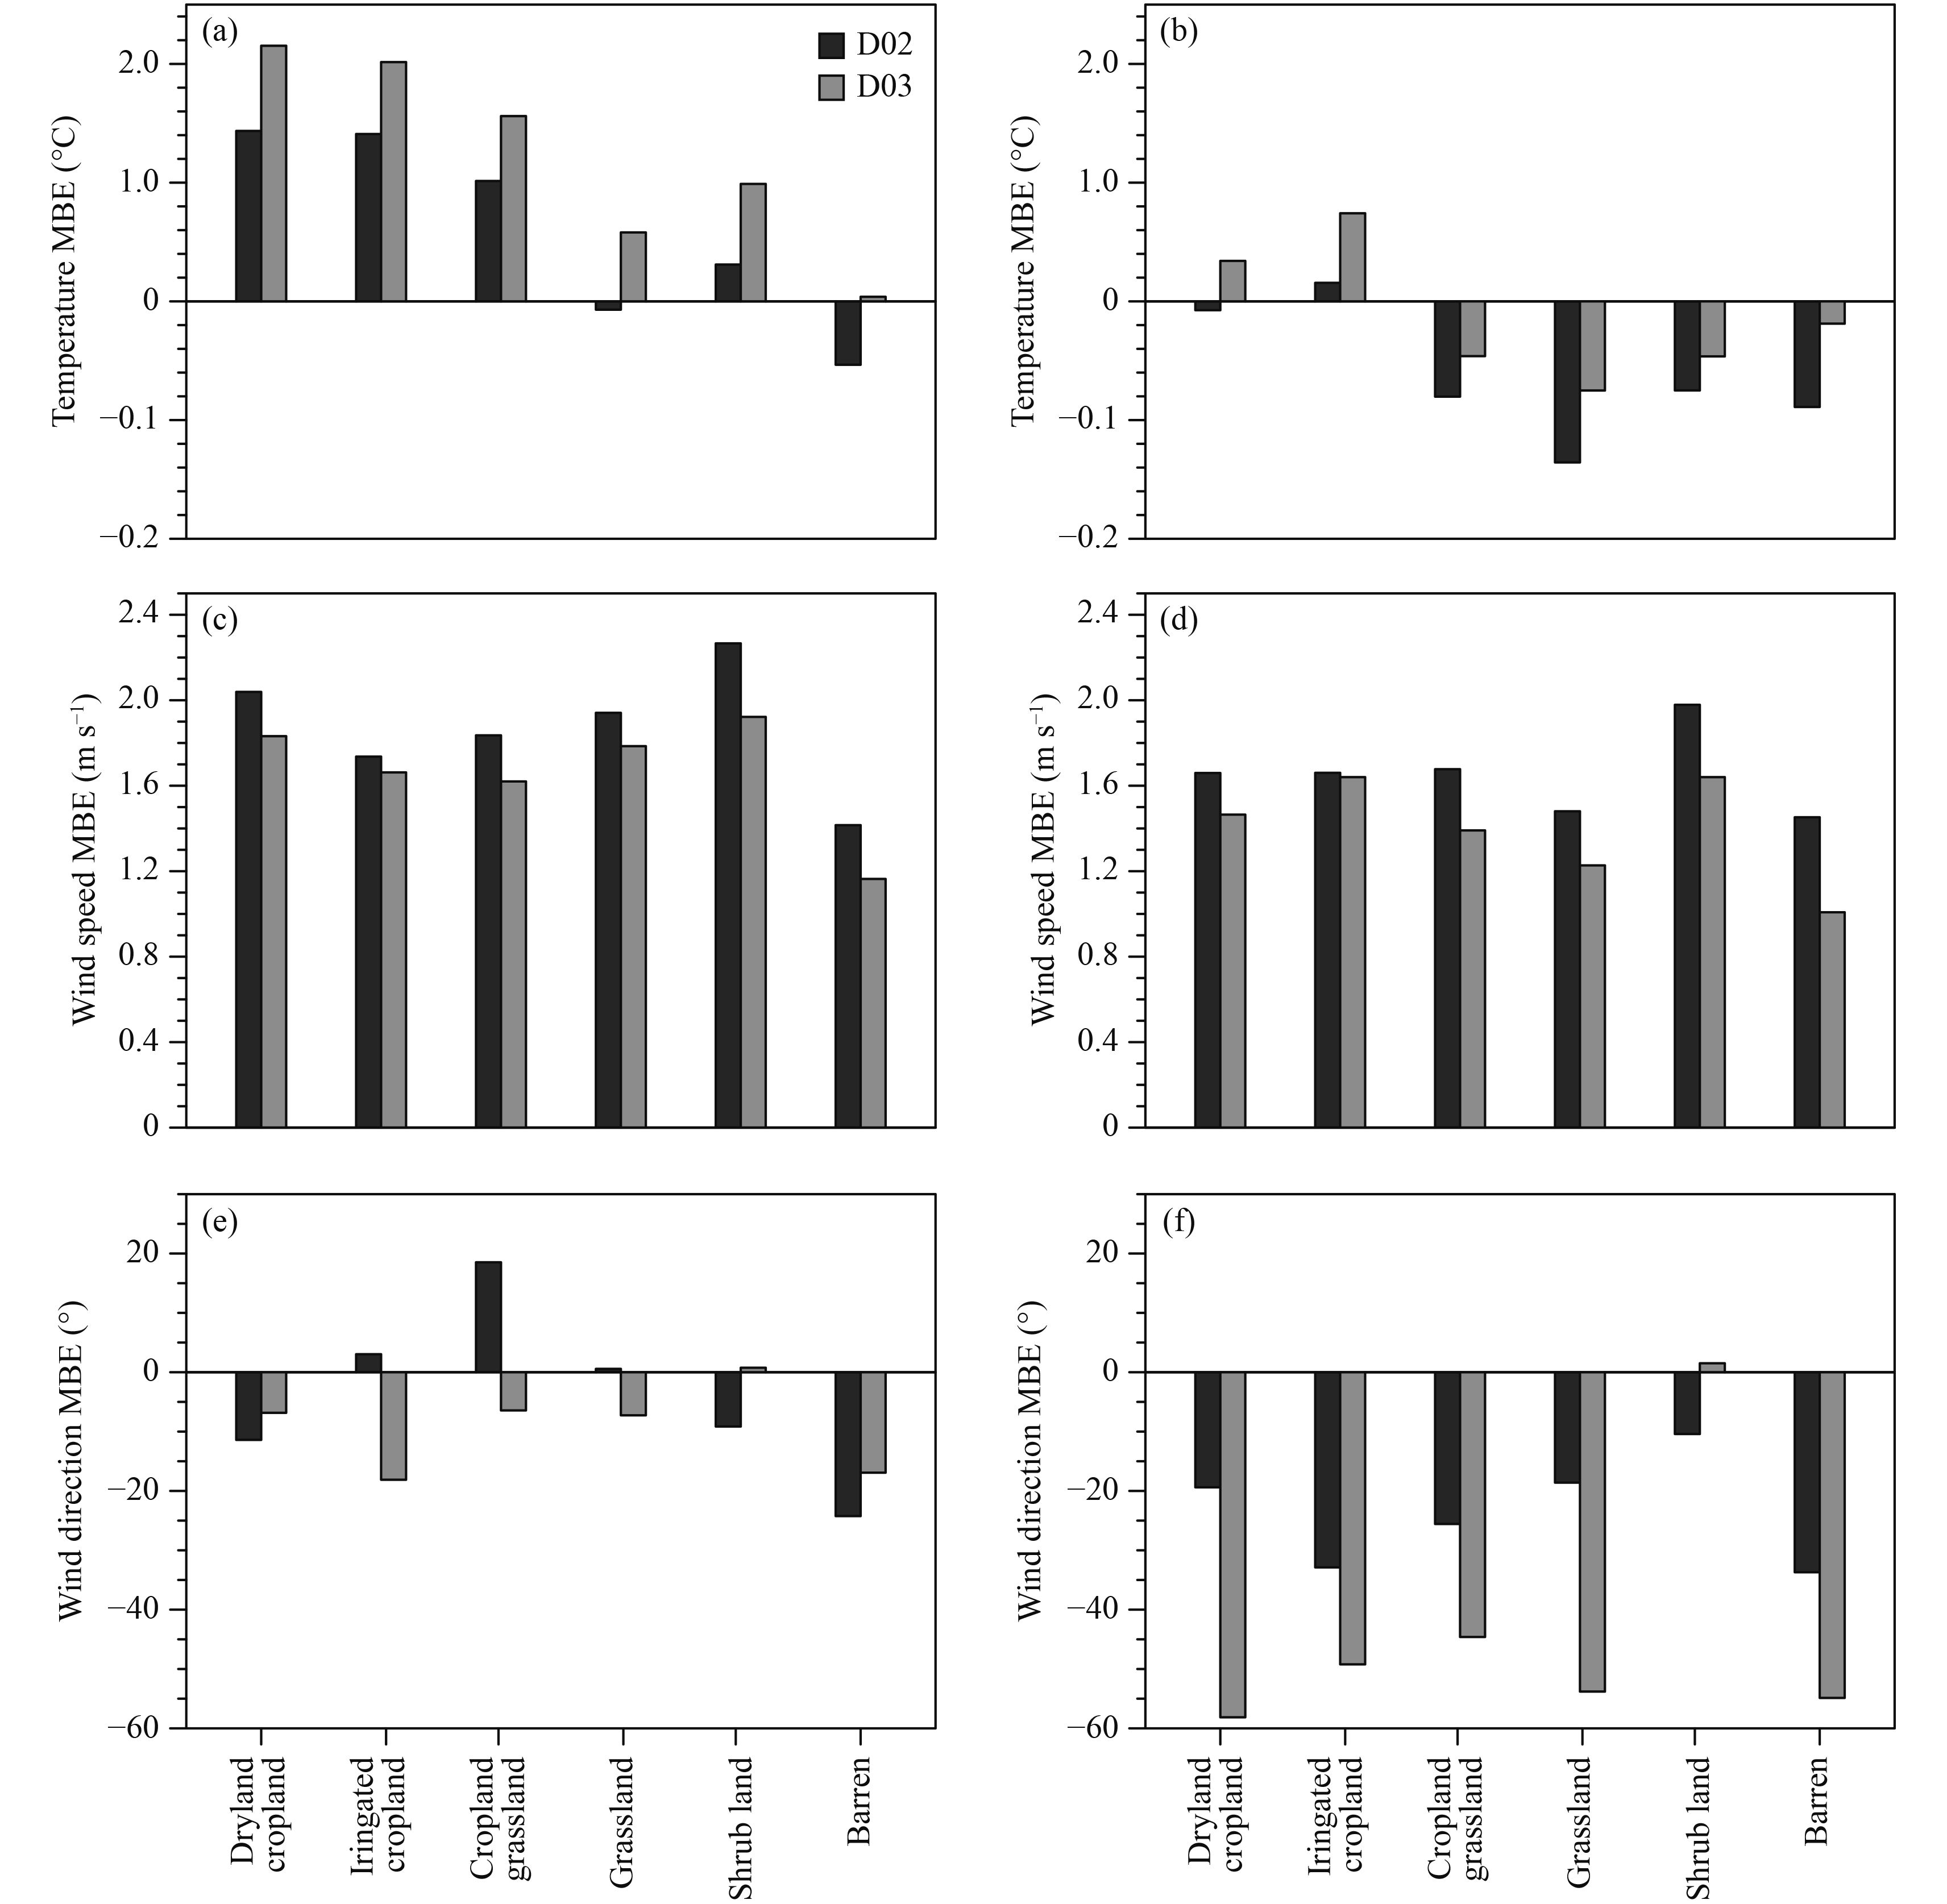 (a)
D02
D03
2.0
1.0
0
−0.1
−0.2
Temperature MBE (°C)
(b)
2.0
1.0
0
−0.1
−0.2
Temperature MBE (°C)
(c)
2.4
2.0
1.6
1.2
0.8
0.4
0
Wind speed MBE (m s⁻¹)
(d)
2.4
2.0
1.6
1.2
0.8
0.4
0
Wind speed MBE (m s⁻¹)
(e)
20
0
−20
−40
−60
Wind direction MBE (°)
Dryland
cropland
Iringated
cropland
Cropland
grassland
Grassland
Shrub land
Barren
(f)
20
0
−20
−40
−60
Wind direction MBE (°)
Dryland
cropland
Iringated
cropland
Cropland
grassland
Grassland
Shrub land
Barren